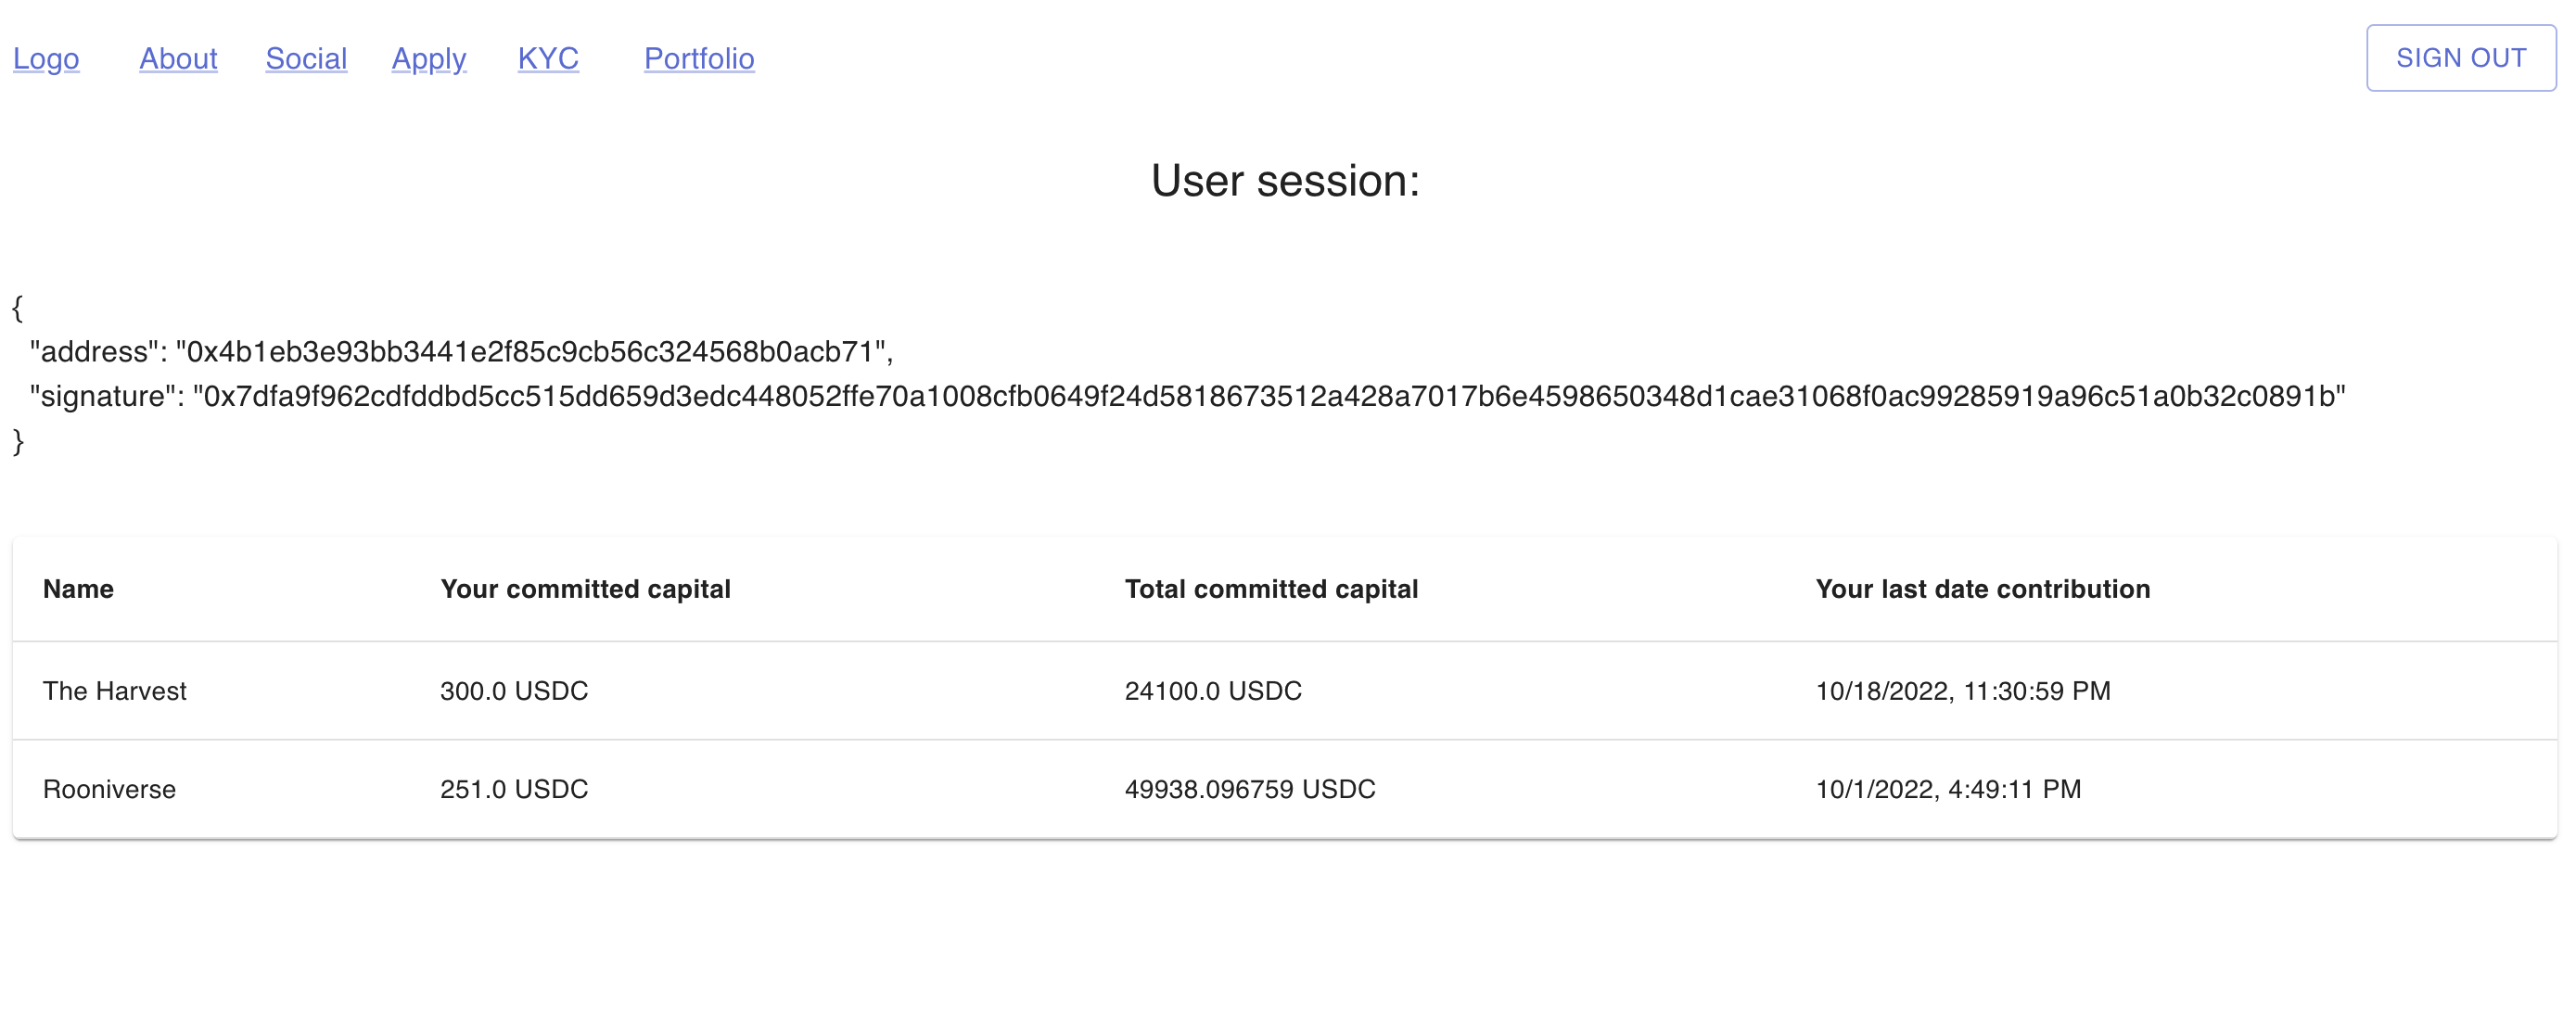 Logo About Social Apply KYC Portfolio SIGN OUT
User session:
{
"address": "0x4b1eb3e93bb3441e2f85c9cb56c324568b0acb71",
"signature": "0x7dfa9f962cdfddbd5cc515dd659d3edc448052ffe70a1008cfb0649f24d5818673512a428a7017b6e4598650348d1cae31068f0ac99285919a96c51a0b32c0891b"
}
Name Your committed capital Total committed capital Your last date contribution
The Harvest 300.0 USDC 24100.0 USDC 10/18/2022, 11:30:59 PM
Rooniverse 251.0 USDC 49938.096759 USDC 10/1/2022, 4:49:11 PM